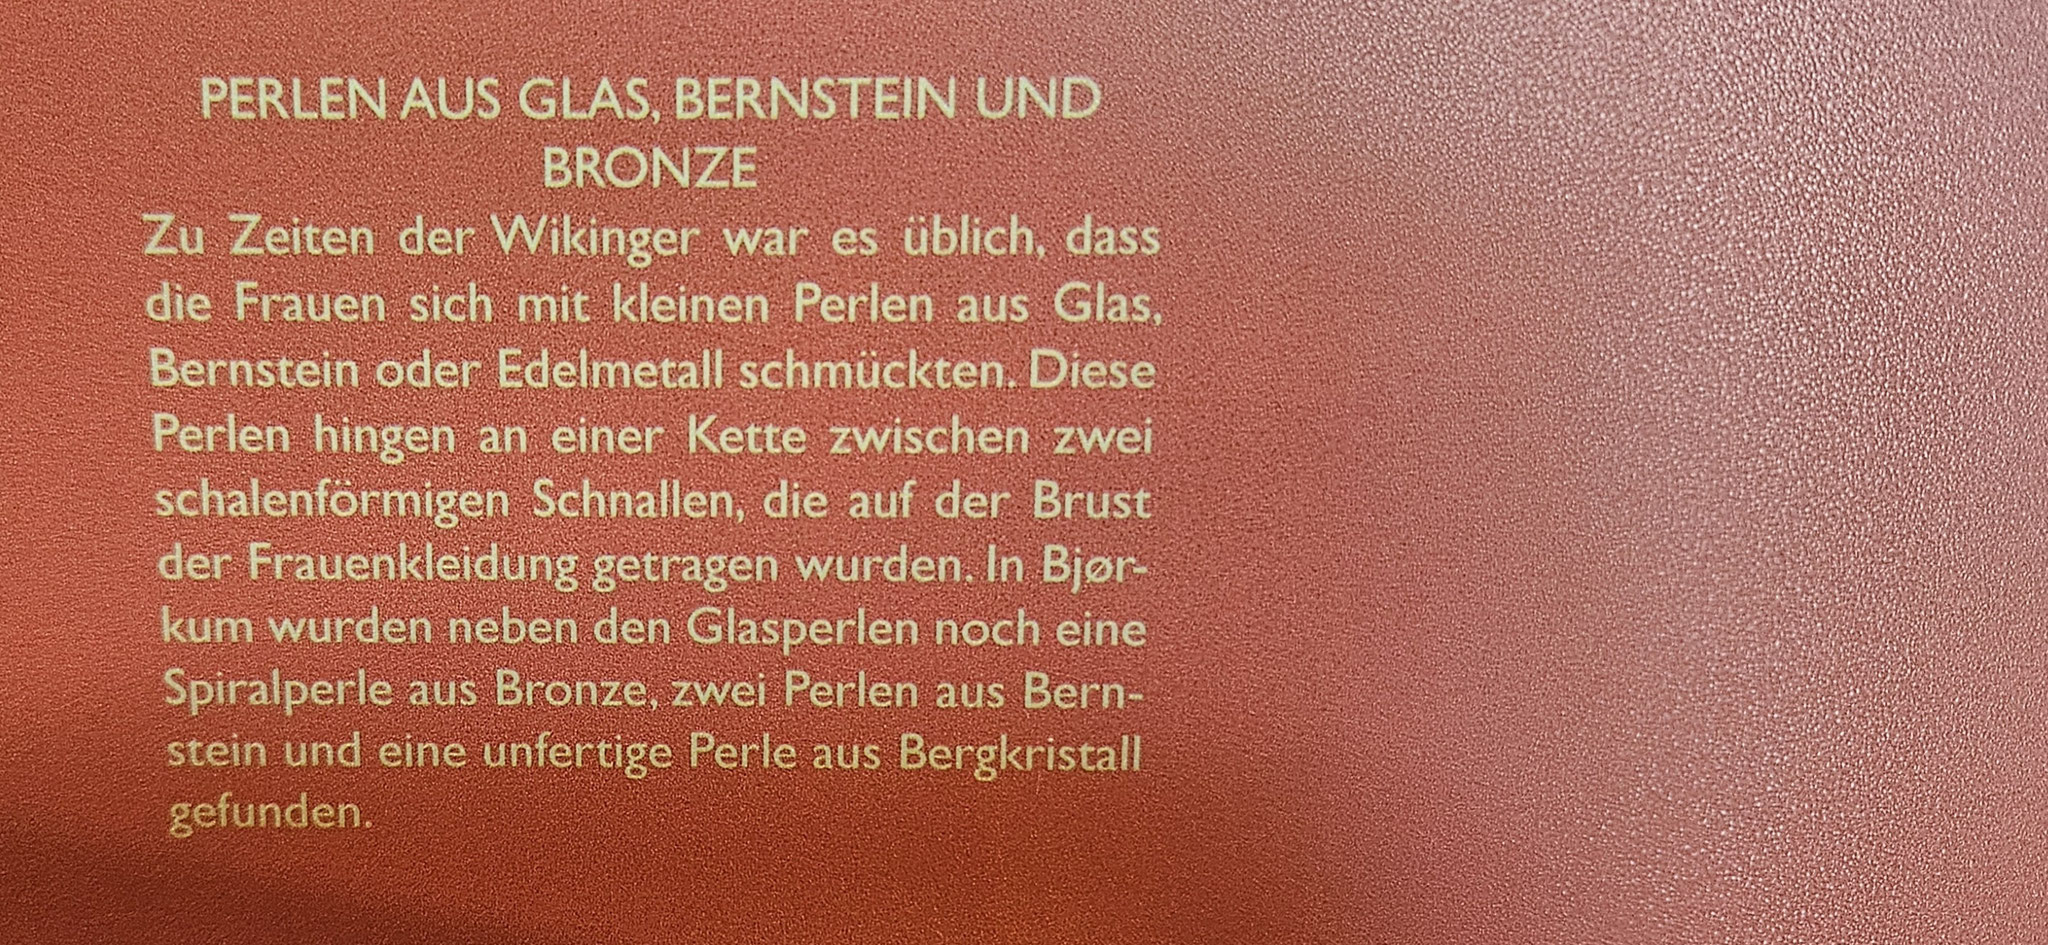 PERLEN AUS GLAS, BERNSTEIN UND
BRONZE
Zu Zeiten der Wikinger war es üblich, dass
die Frauen sich mit kleinen Perlen aus Glas,
Bernstein oder Edelmetall schmückten. Diese
Perlen hingen an einer Kette zwischen zwei
schalenförmigen Schnallen, die auf der Brust
der Frauenkleidung getragen wurden. In Bjør-
kum wurden neben den Glasperlen noch eine
Spiralperle aus Bronze, zwei Perlen aus Bern-
stein und eine unfertige Perle aus Bergkristall
gefunden.